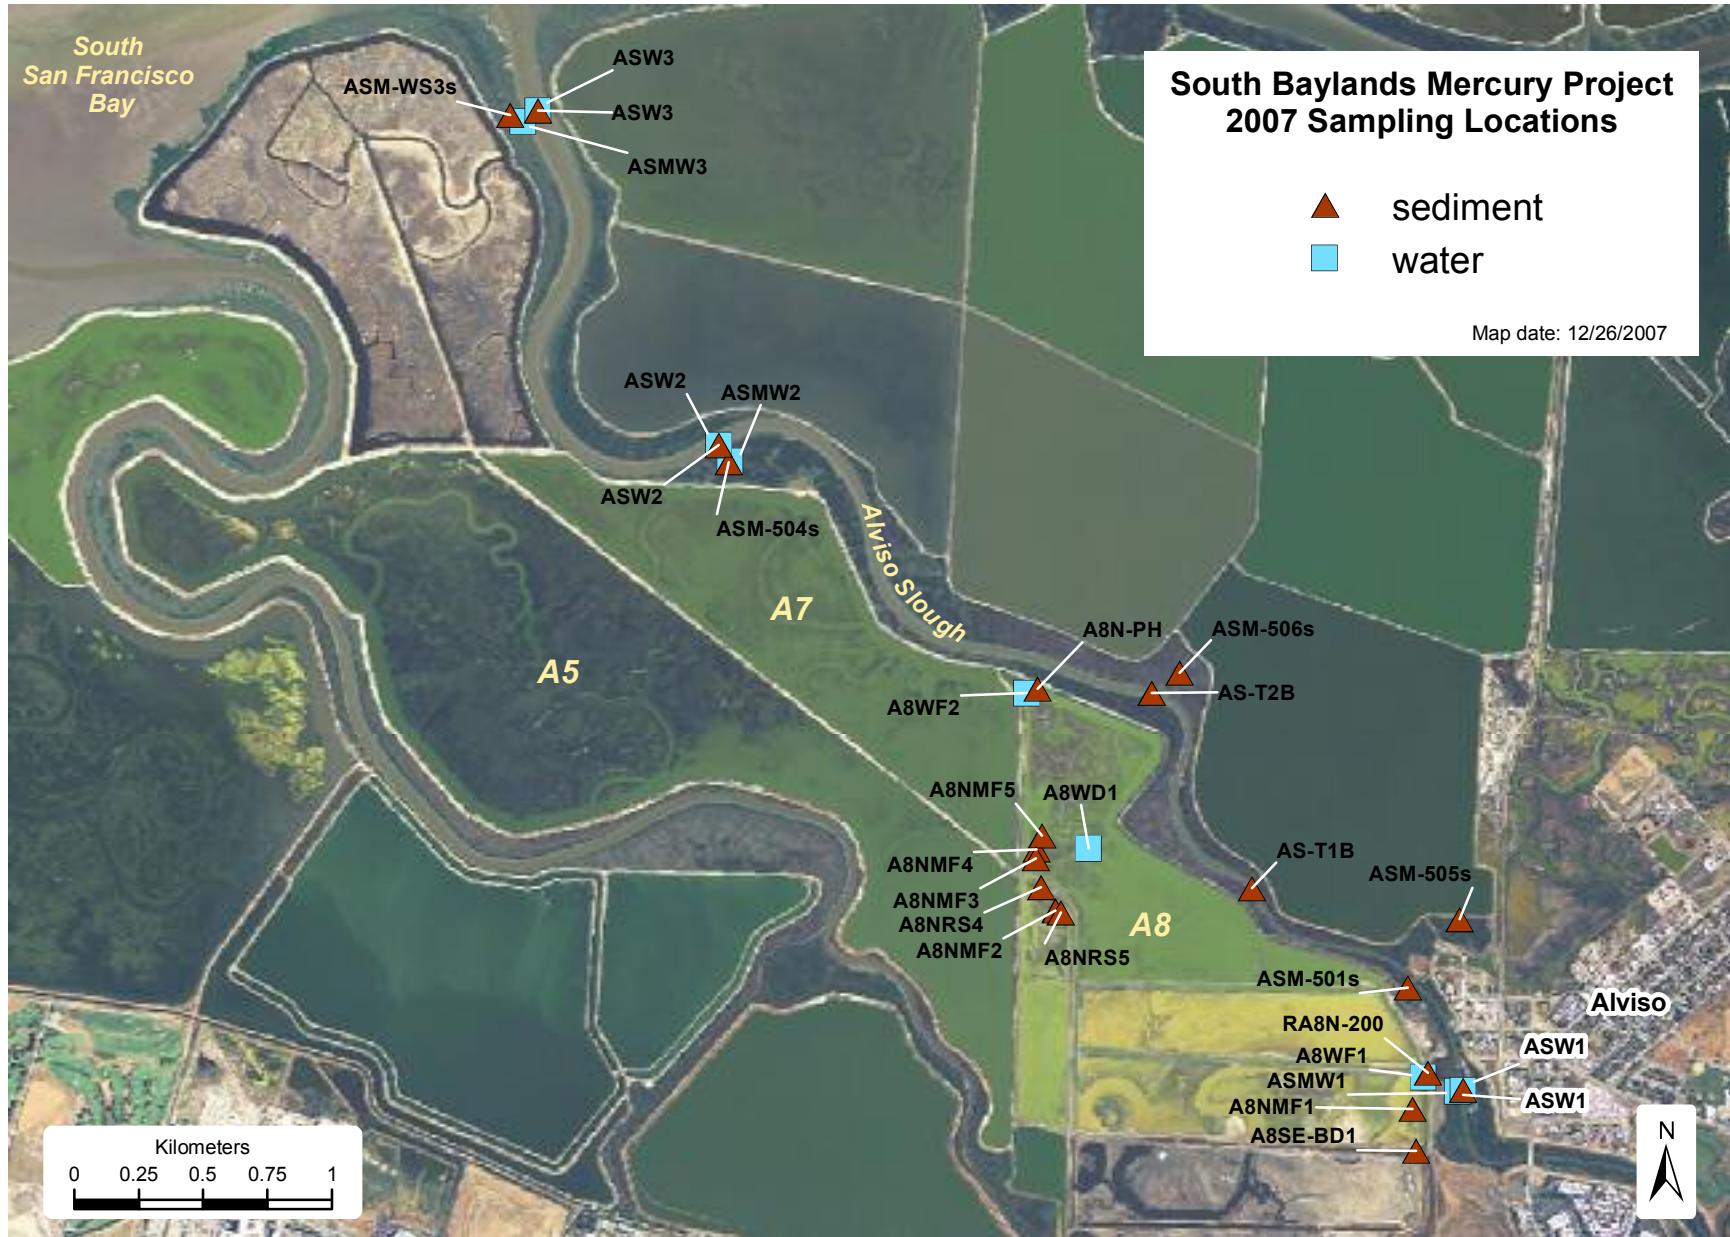 South
San Francisco
Bay
ASM-WS3s
ASW3
ASW3
ASMW3
South Baylands Mercury Project
2007 Sampling Locations
sediment
water
Map date: 12/26/2007
ASW2
ASMW2
ASW2
ASM-504s
Alviso Slough
A7
A5
A8N-PH
ASM-506s
A8WF2
AS-T2B
A8NMF5
A8WD1
A8NMF4
A8NMF3
A8NRS4
A8NMF2
A8NRS5
A8
AS-T1B
ASM-505s
ASM-501s
Alviso
RA8N-200
A8WF1
ASMW1
A8NMF1
A8SE-BD1
ASW1
ASW1
Kilometers
0 0.25 0.5 0.75 1
N